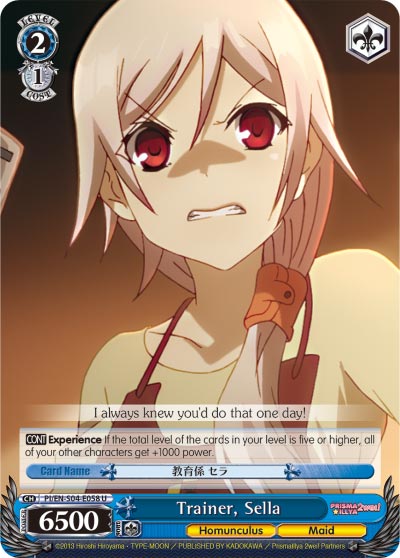 LEVEL
2
1
COST
I always knew you'd do that one day!
CONT Experience If the total level of the cards in your level is five or higher, all
of your other characters get +1000 power.
Card Name
教育係 セラ
CH PI/EN-S04-E058 U
PRISMA ILLYA 2wei!
6500
Trainer, Sella
Homunculus
Maid
©2013 Hiroshi Hiroyama・TYPE-MOON / PUBLISHED BY KADOKAWA / Prismaillya 2wei! Partners